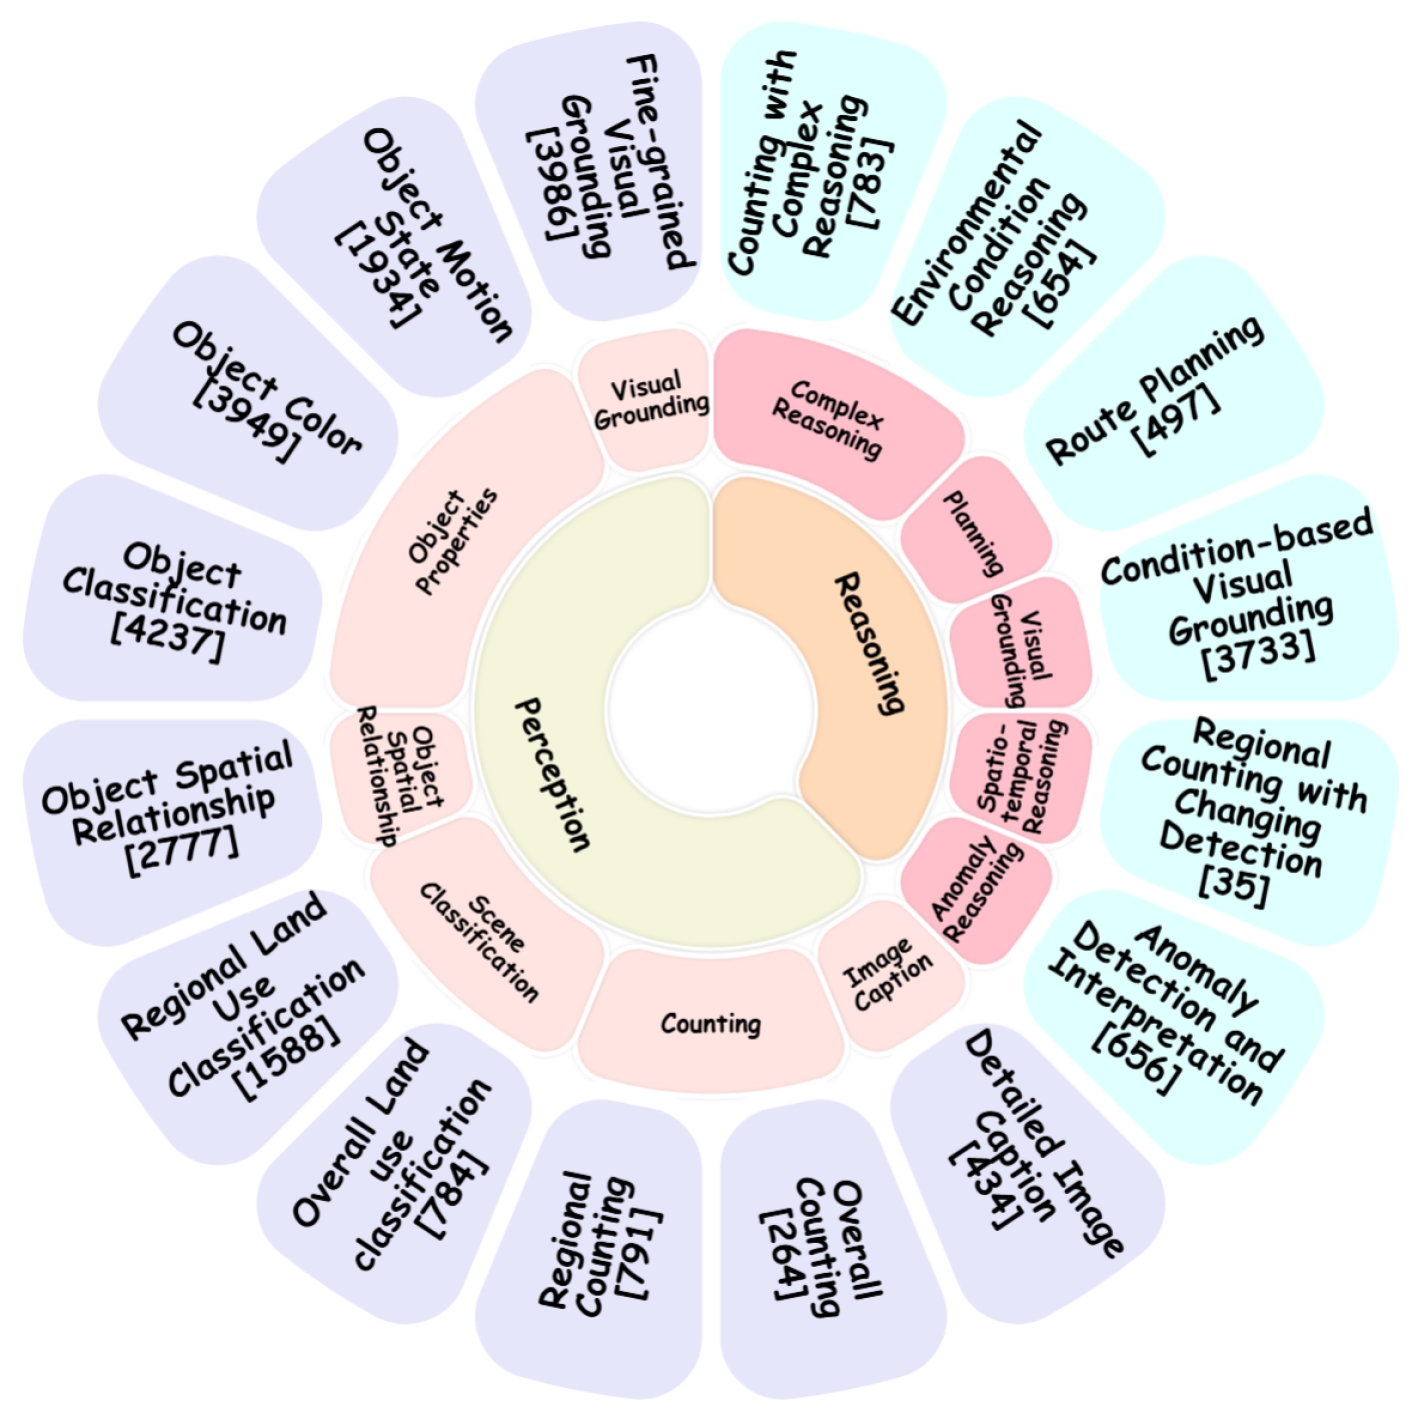 Perception
Reasoning
Complex
Reasoning
Planning
Visual
Grounding
Spatio-
temporal
Reasoning
Anomaly
Reasoning
Image
Caption
Counting
Scene
Classification
Object
Spatial
Relationship
Object
Properties
Visual
Grounding
Counting with
Complex
Reasoning
[783]
Environmental
Condition
Reasoning
[654]
Route Planning
[497]
Condition-based
Visual
Grounding
[3733]
Regional
Counting with
Changing
Detection
[35]
Anomaly
Detection and
Interpretation
[656]
Detailed Image
Caption
[434]
Overall
Counting
[264]
Regional
Counting
[791]
Overall Land
use
classification
[784]
Regional Land
Use
Classification
[1588]
Object Spatial
Relationship
[2777]
Object
Classification
[4237]
Object Color
[3949]
Object Motion
State
[1934]
Fine-grained
Visual
Grounding
[3986]